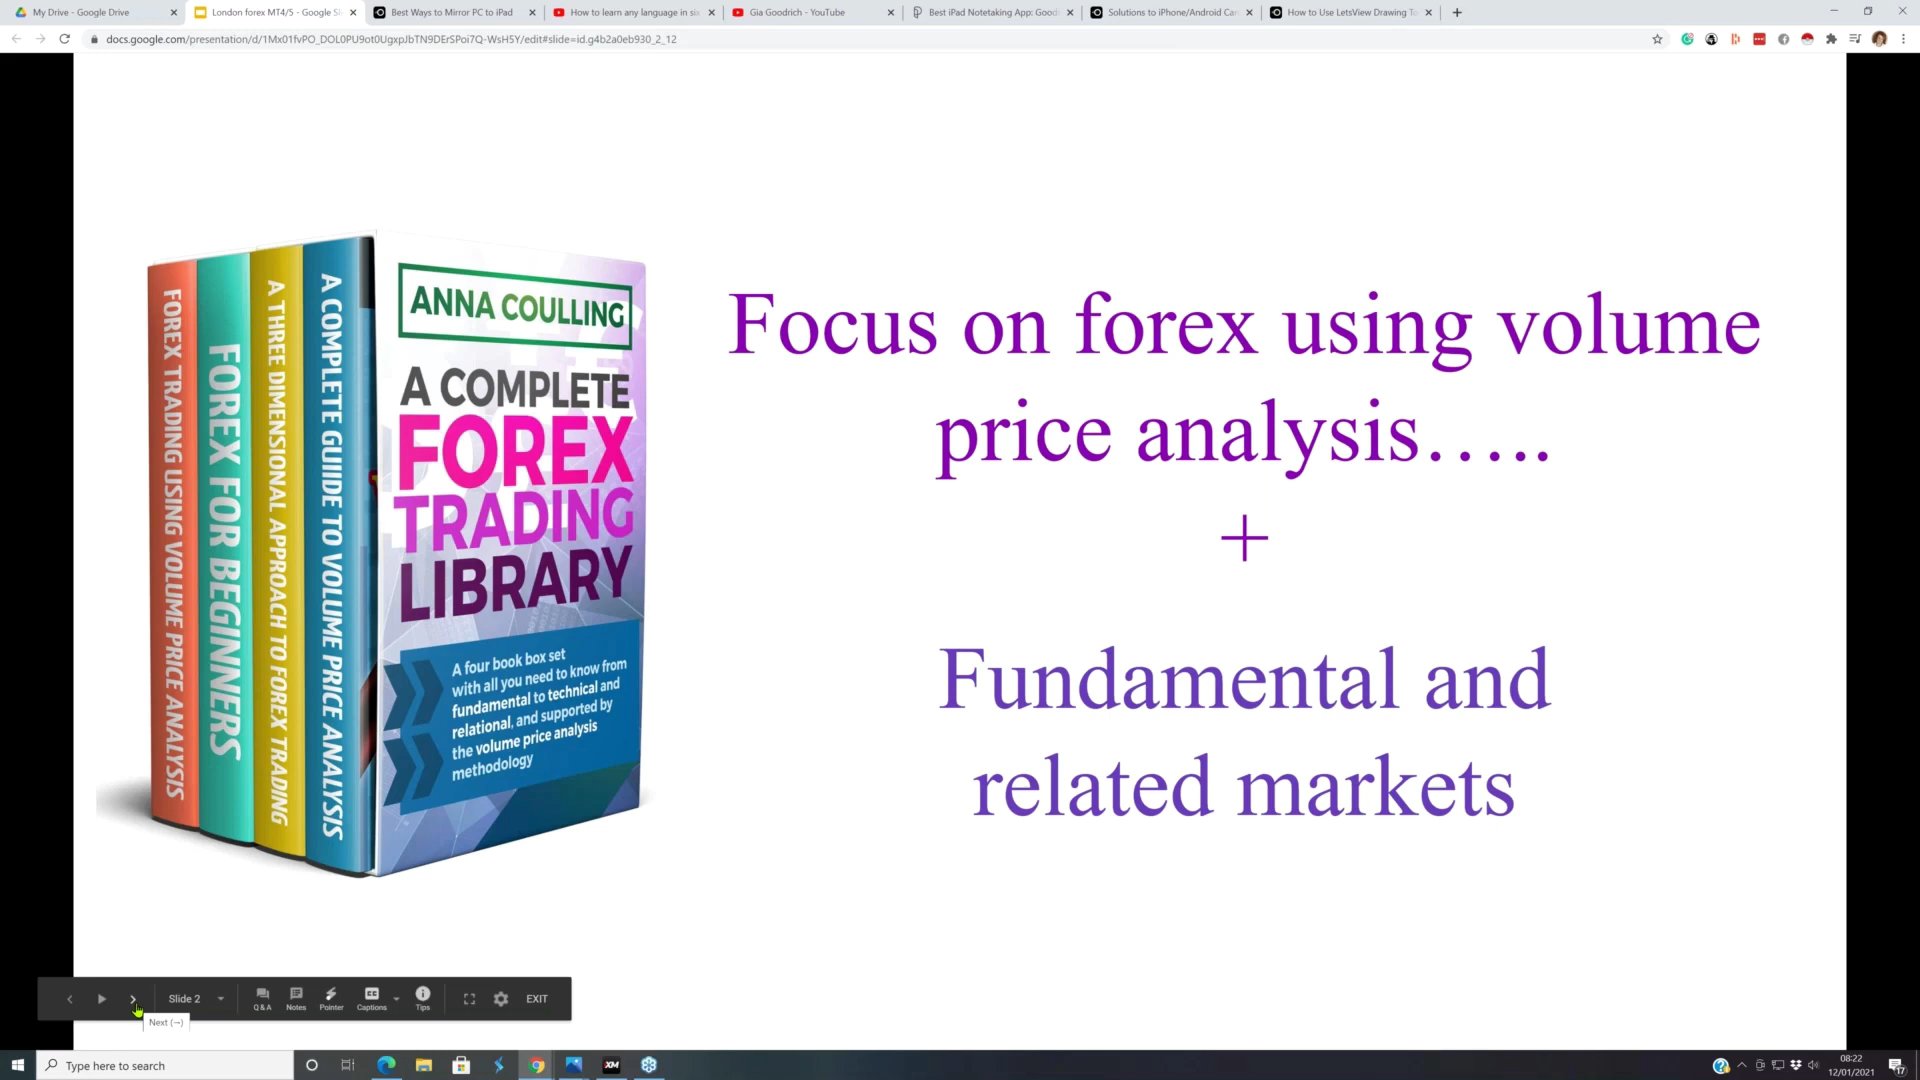 My Drive - Google Drive
London forex MT4/5 - Google Sl
Best Ways to Mirror PC to iPad
How to learn any language in six
Gia Goodrich - YouTube
Best iPad Notetaking App: Good
Solutions to iPhone/Android Can
How to Use LetsView Drawing To
docs.google.com/presentation/d/1Mx01fvPO_DOL0PU9ot0UgxpJbTN9DErSPoi7Q-WsH5Y/edit#slide=id.g4b2a0eb930_2_12
FOREX TRADING USING VOLUME PRICE ANALYSIS
FOREX FOR BEGINNERS
A THREE DIMENSIONAL APPROACH TO FOREX TRADING
A COMPLETE GUIDE TO VOLUME PRICE ANALYSIS
ANNA COULLING
A COMPLETE
FOREX
TRADING
LIBRARY
A four book box set
with all you need to know from
fundamental to technical and
relational, and supported by
the volume price analysis
methodology
Focus on forex using volume
price analysis…..
+
Fundamental and
related markets
Slide 2
Q & A
Notes
Pointer
Captions
Tips
EXIT
Next (→)
Type here to search
XM
08:22
12/01/2021
17